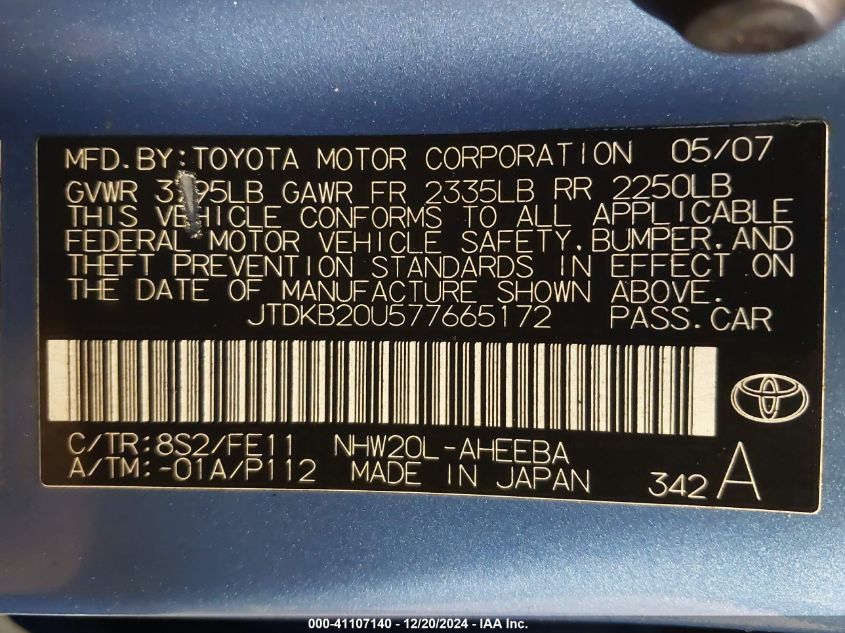 MFD.BY:TOYOTA MOTOR CORPORATION 05/07
GVWR LB GAWR FR 2335LB RR 2250LB
THIS VEHICLE CONFORMS TO ALL APPLICABLE
FEDERAL MOTOR VEHICLE SAFETY,BUMPER,AND
THEFT PREVENTION STANDARDS IN EFFECT ON
THE DATE OF MANUFACTURE SHOWN ABOVE.
JTDKB20U577665172 PASS.CAR
C/TR:8S2/FE11 NHW20L-AHEEBA
A/TM:-01A/P112 MADE IN JAPAN 342 A
000-41107140 - 12/20/2024 - IAA Inc.